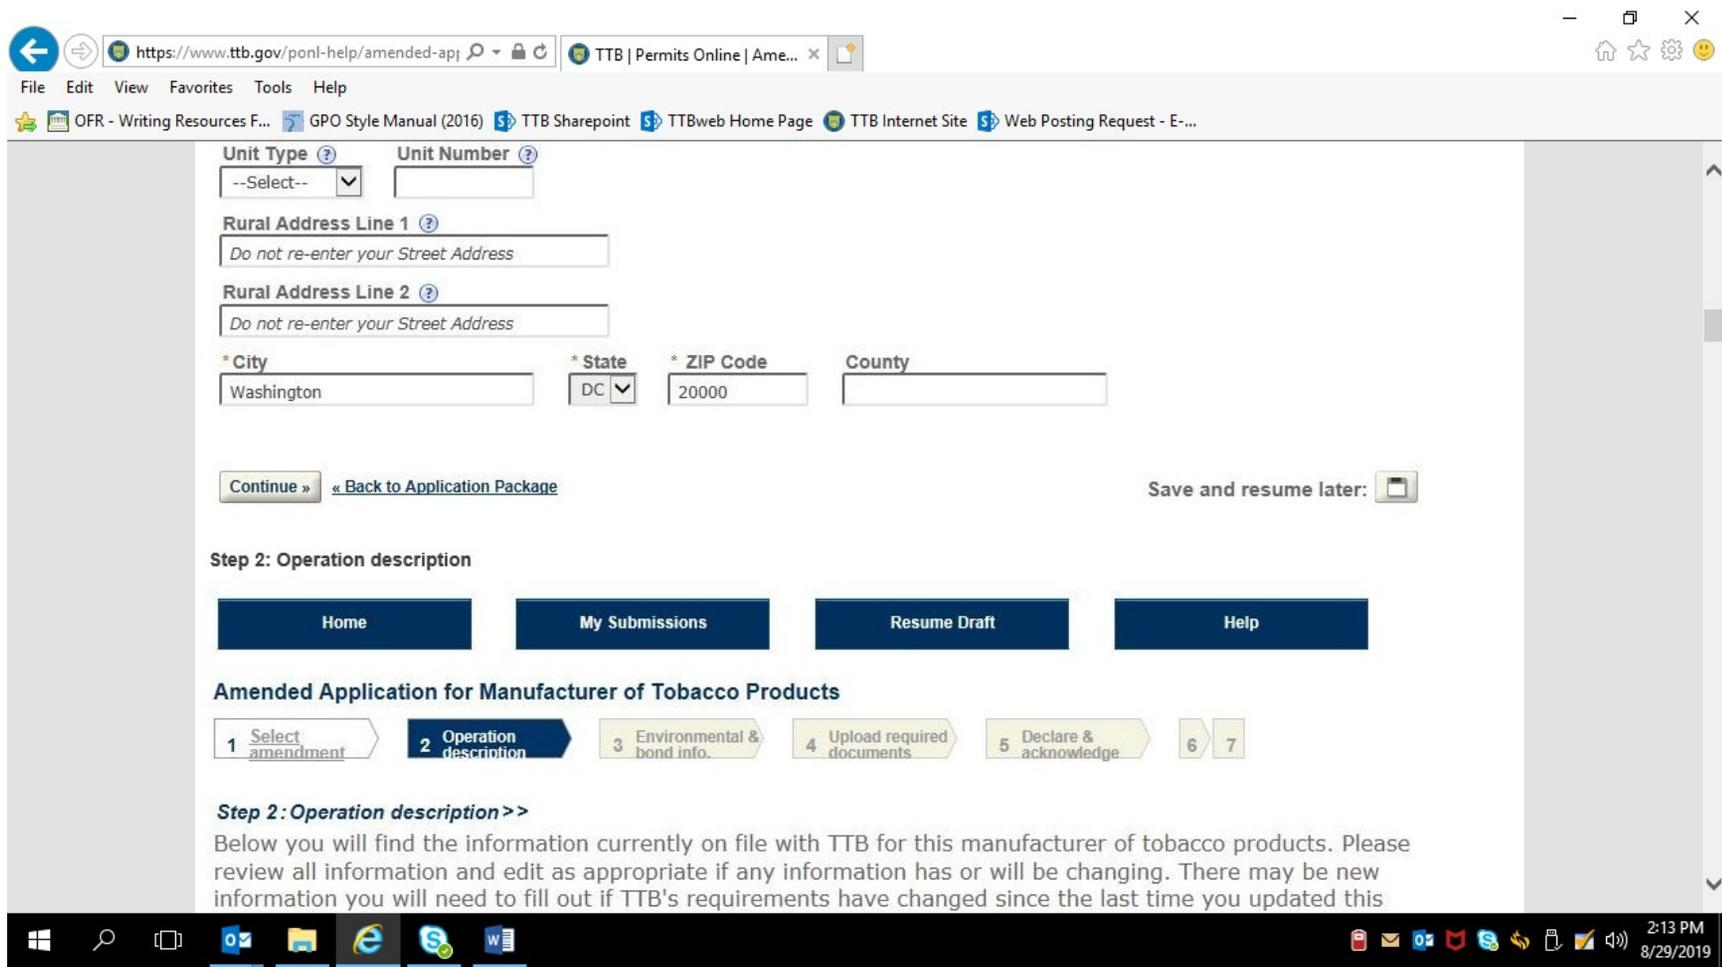 https://www.ttb.gov/ponl-help/amended-apj
TTB | Permits Online | Ame...
File Edit View Favorites Tools Help
OFR - Writing Resources F... GPO Style Manual (2016) TTB Sharepoint TTBweb Home Page TTB Internet Site Web Posting Request - E-...
Unit Type Unit Number
--Select--
Rural Address Line 1
Do not re-enter your Street Address
Rural Address Line 2
Do not re-enter your Street Address
*City *State * ZIP Code County
Washington DC 20000
Continue » « Back to Application Package Save and resume later:
Step 2: Operation description
Home My Submissions Resume Draft Help
Amended Application for Manufacturer of Tobacco Products
1 Select amendment
2 Operation description
3 Environmental & bond info.
4 Upload required documents
5 Declare & acknowledge
6 7
Step 2: Operation description>>
Below you will find the information currently on file with TTB for this manufacturer of tobacco products. Please
review all information and edit as appropriate if any information has or will be changing. There may be new
information you will need to fill out if TTB's requirements have changed since the last time you updated this
2:13 PM
8/29/2019